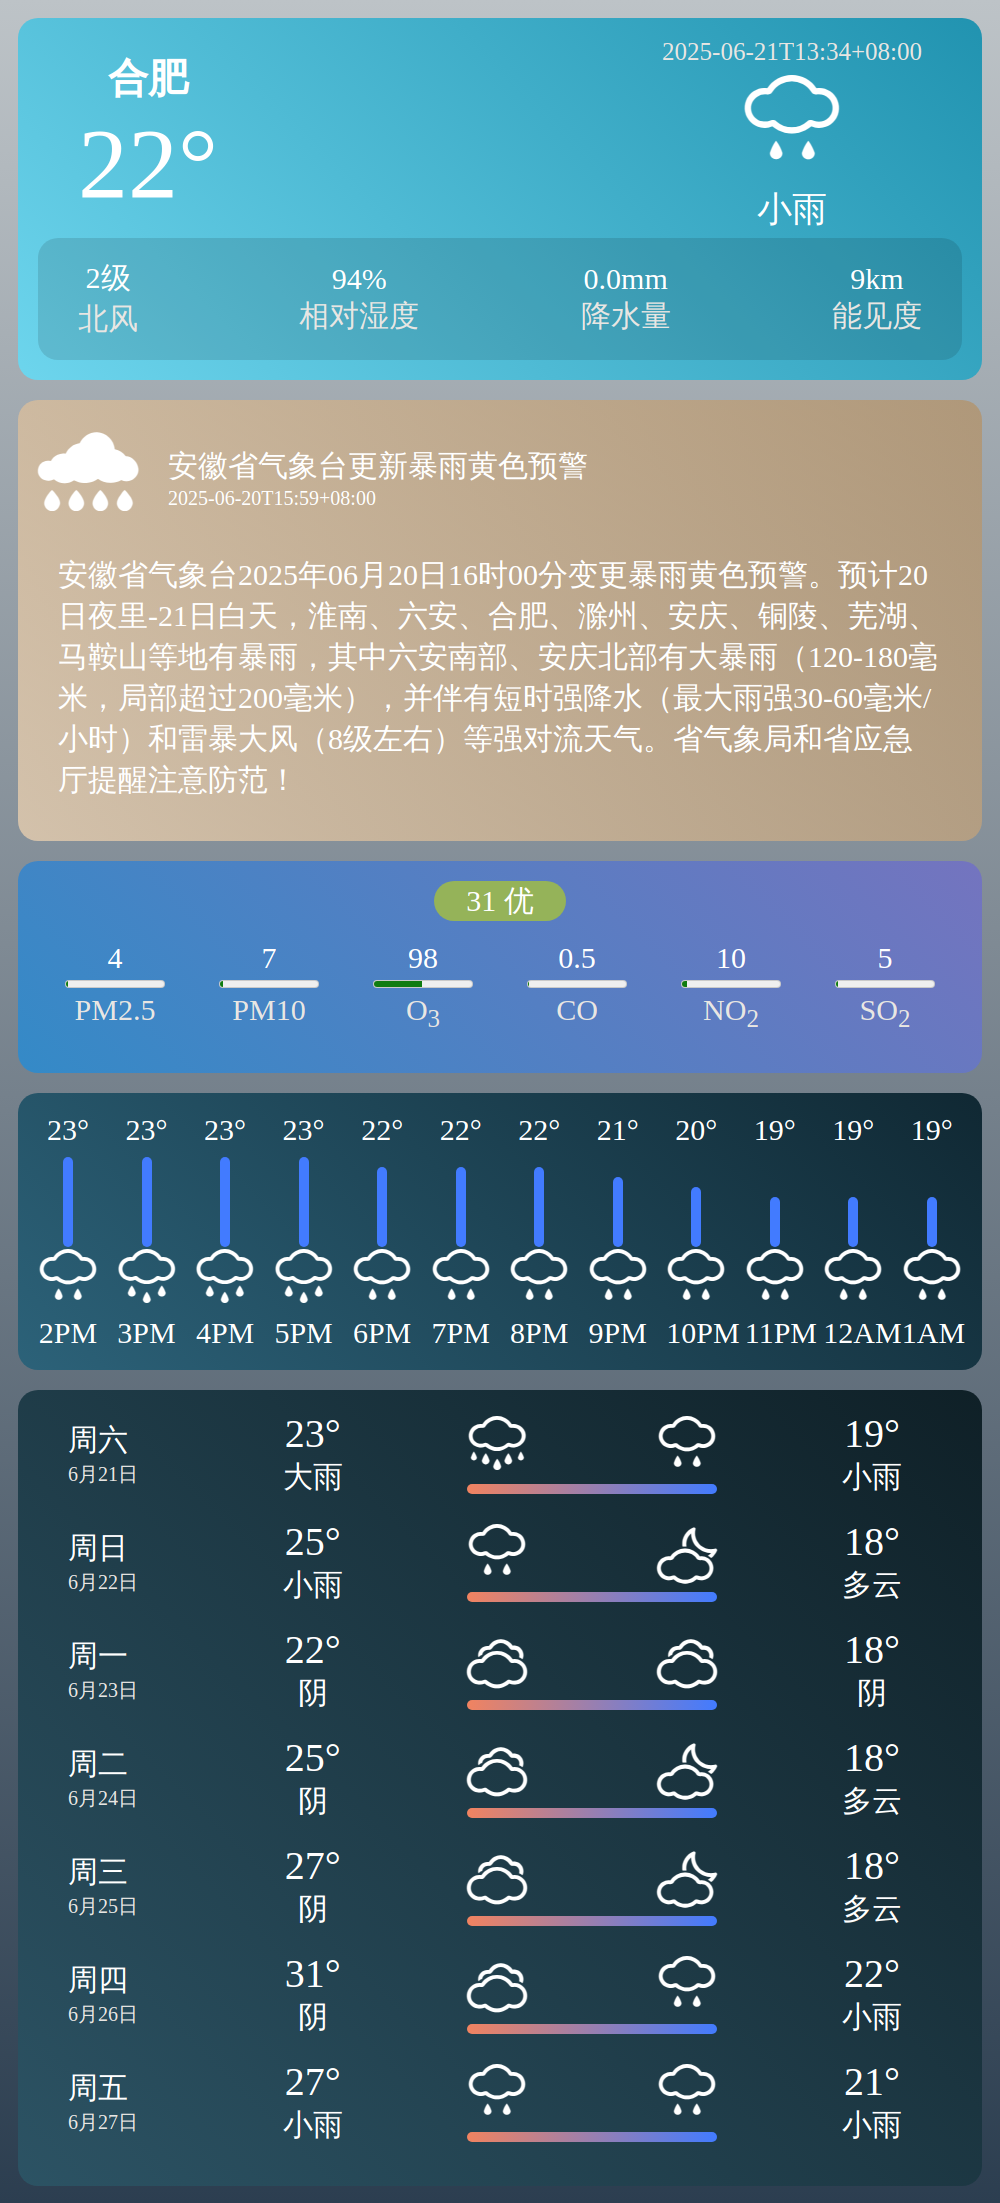 合肥
22°
2025-06-21T13:34+08:00
小雨
2级 94% 0.0mm 9km
北风 相对湿度 降水量 能见度
安徽省气象台更新暴雨黄色预警
2025-06-20T15:59+08:00
安徽省气象台2025年06月20日16时00分变更暴雨黄色预警。预计20
日夜里-21日白天，淮南、六安、合肥、滁州、安庆、铜陵、芜湖、
马鞍山等地有暴雨，其中六安南部、安庆北部有大暴雨（120-180毫
米，局部超过200毫米），并伴有短时强降水（最大雨强30-60毫米/
小时）和雷暴大风（8级左右）等强对流天气。省气象局和省应急
厅提醒注意防范！
31 优
4 7 98 0.5 10 5
PM2.5 PM10 O3 CO NO2 SO2
23° 23° 23° 23° 22° 22° 22° 21° 20° 19° 19° 19°
2PM 3PM 4PM 5PM 6PM 7PM 8PM 9PM 10PM 11PM 12AM 1AM
周六 23° 19°
6月21日 大雨 小雨
周日 25° 18°
6月22日 小雨 多云
周一 22° 18°
6月23日 阴 阴
周二 25° 18°
6月24日 阴 多云
周三 27° 18°
6月25日 阴 多云
周四 31° 22°
6月26日 阴 小雨
周五 27° 21°
6月27日 小雨 小雨